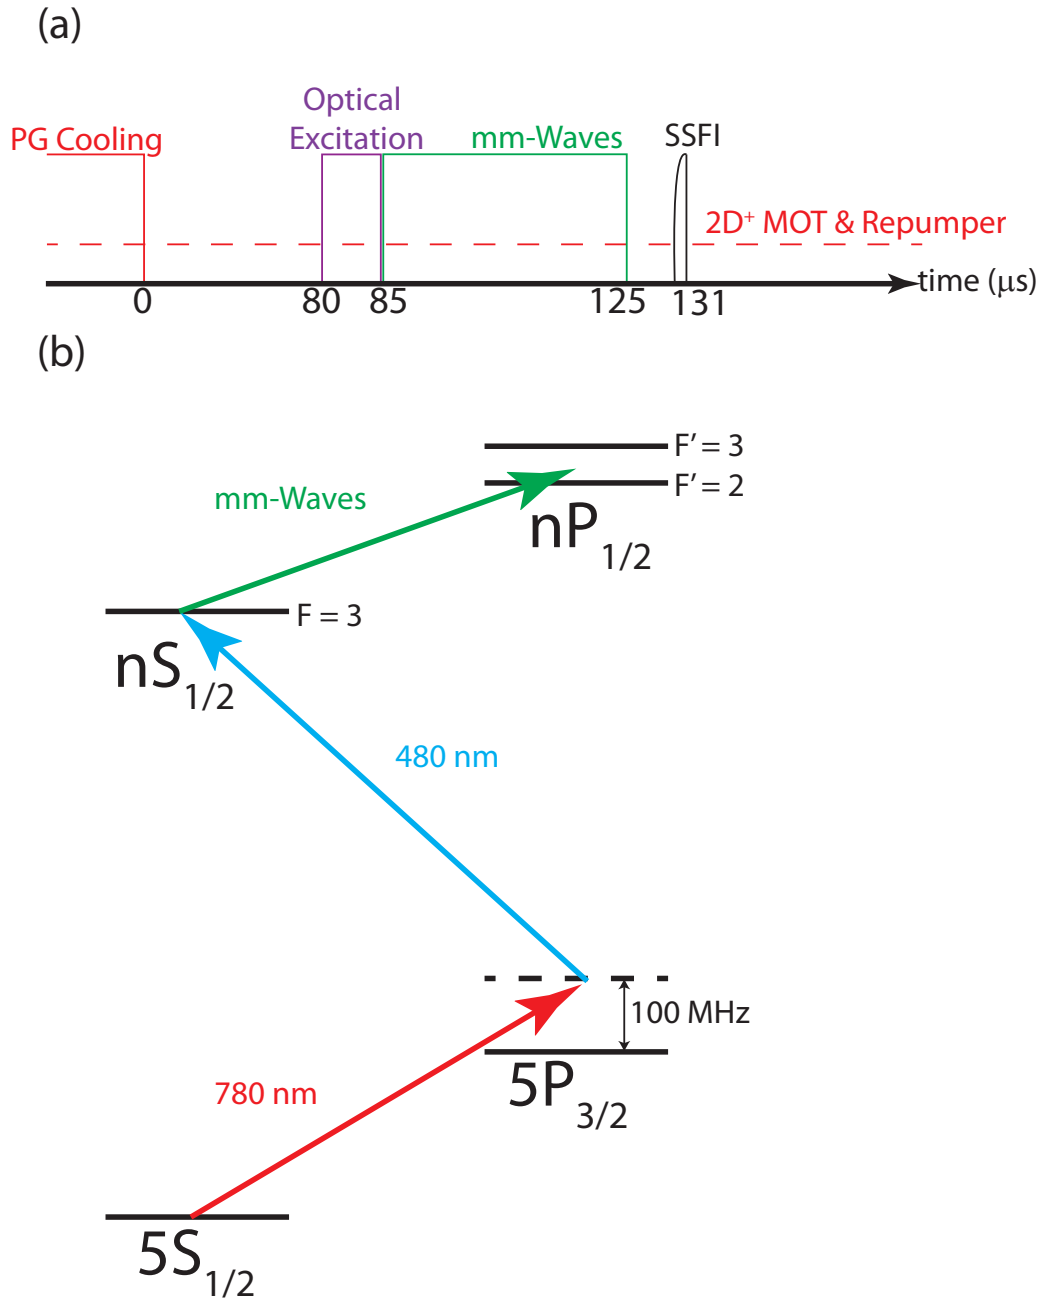 (a)
Optical
PG Cooling Excitation mm-Waves SSFI
2D⁺ MOT & Repumper
time (μs)
0 80 85 125 131
(b)
F' = 3
mm-Waves F' = 2
nP1/2
F = 3
nS1/2
480 nm
100 MHz
5P3/2
780 nm
5S1/2